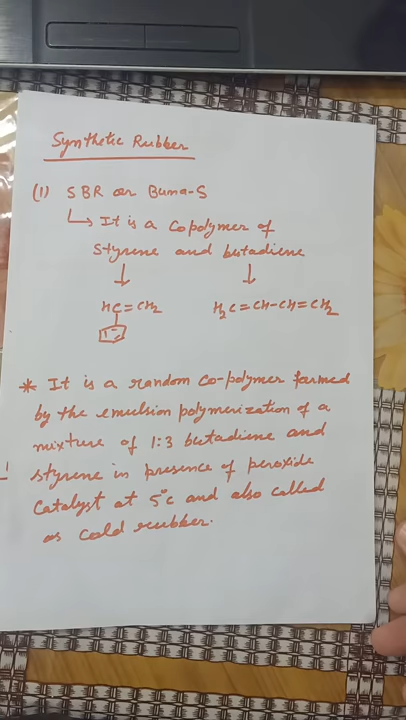 Synthetic Rubber
(1) SBR or Buna-S
↳ It is a Copolymer of
Styrene and butadiene
↓ ↓
HC=CH₂ H₂C=CH-CH=CH₂
* It is a random co-polymer formed
by the emulsion polymerization of a
mixture of 1:3 butadiene and
styrene in presence of peroxide
Catalyst at 5°C and also called
as cold rubber.